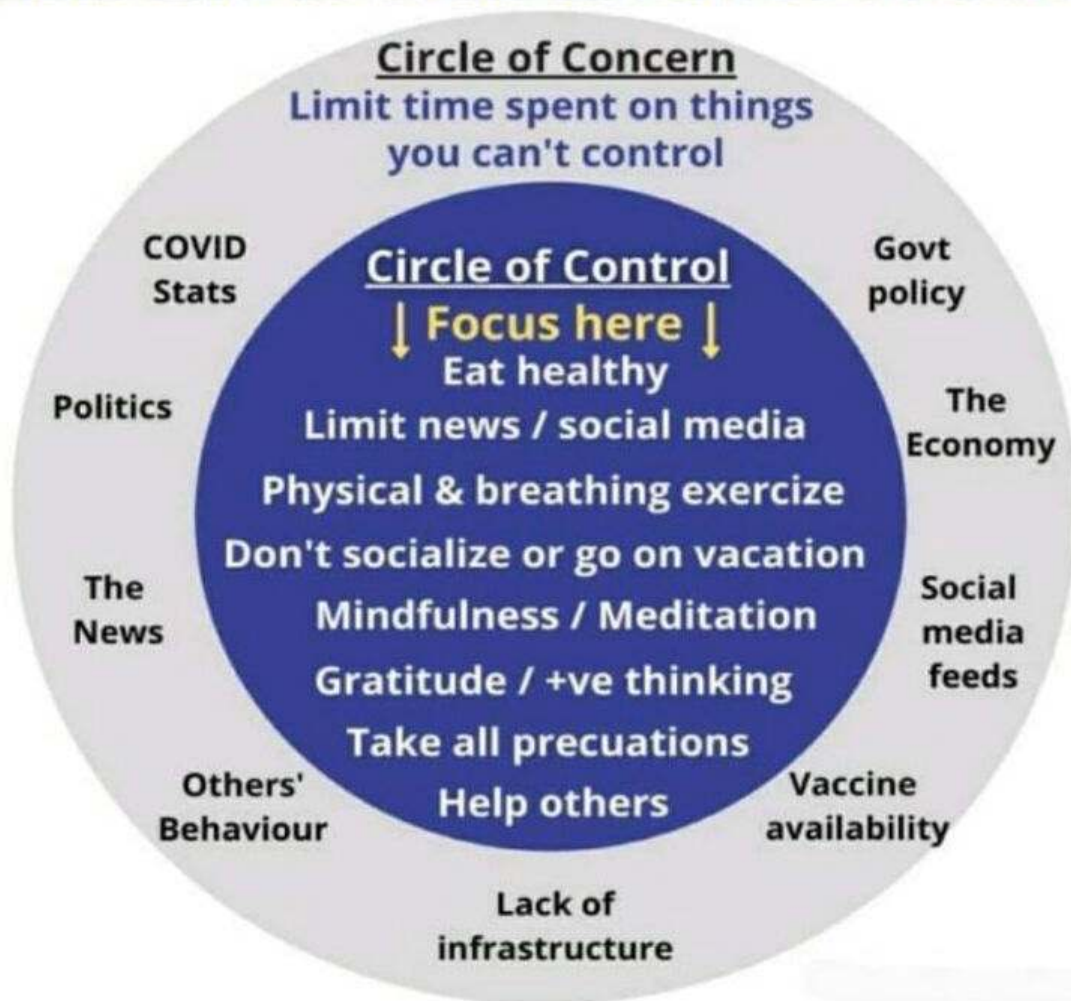 Circle of Concern
Limit time spent on things
you can't control
COVID
Stats
Govt
policy
Circle of Control
↓ Focus here ↓
Eat healthy
Politics
The
Economy
Limit news / social media
Physical & breathing exercize
Don't socialize or go on vacation
The
News
Social
media
feeds
Mindfulness / Meditation
Gratitude / +ve thinking
Take all precuations
Others'
Behaviour
Help others
Vaccine
availability
Lack of
infrastructure